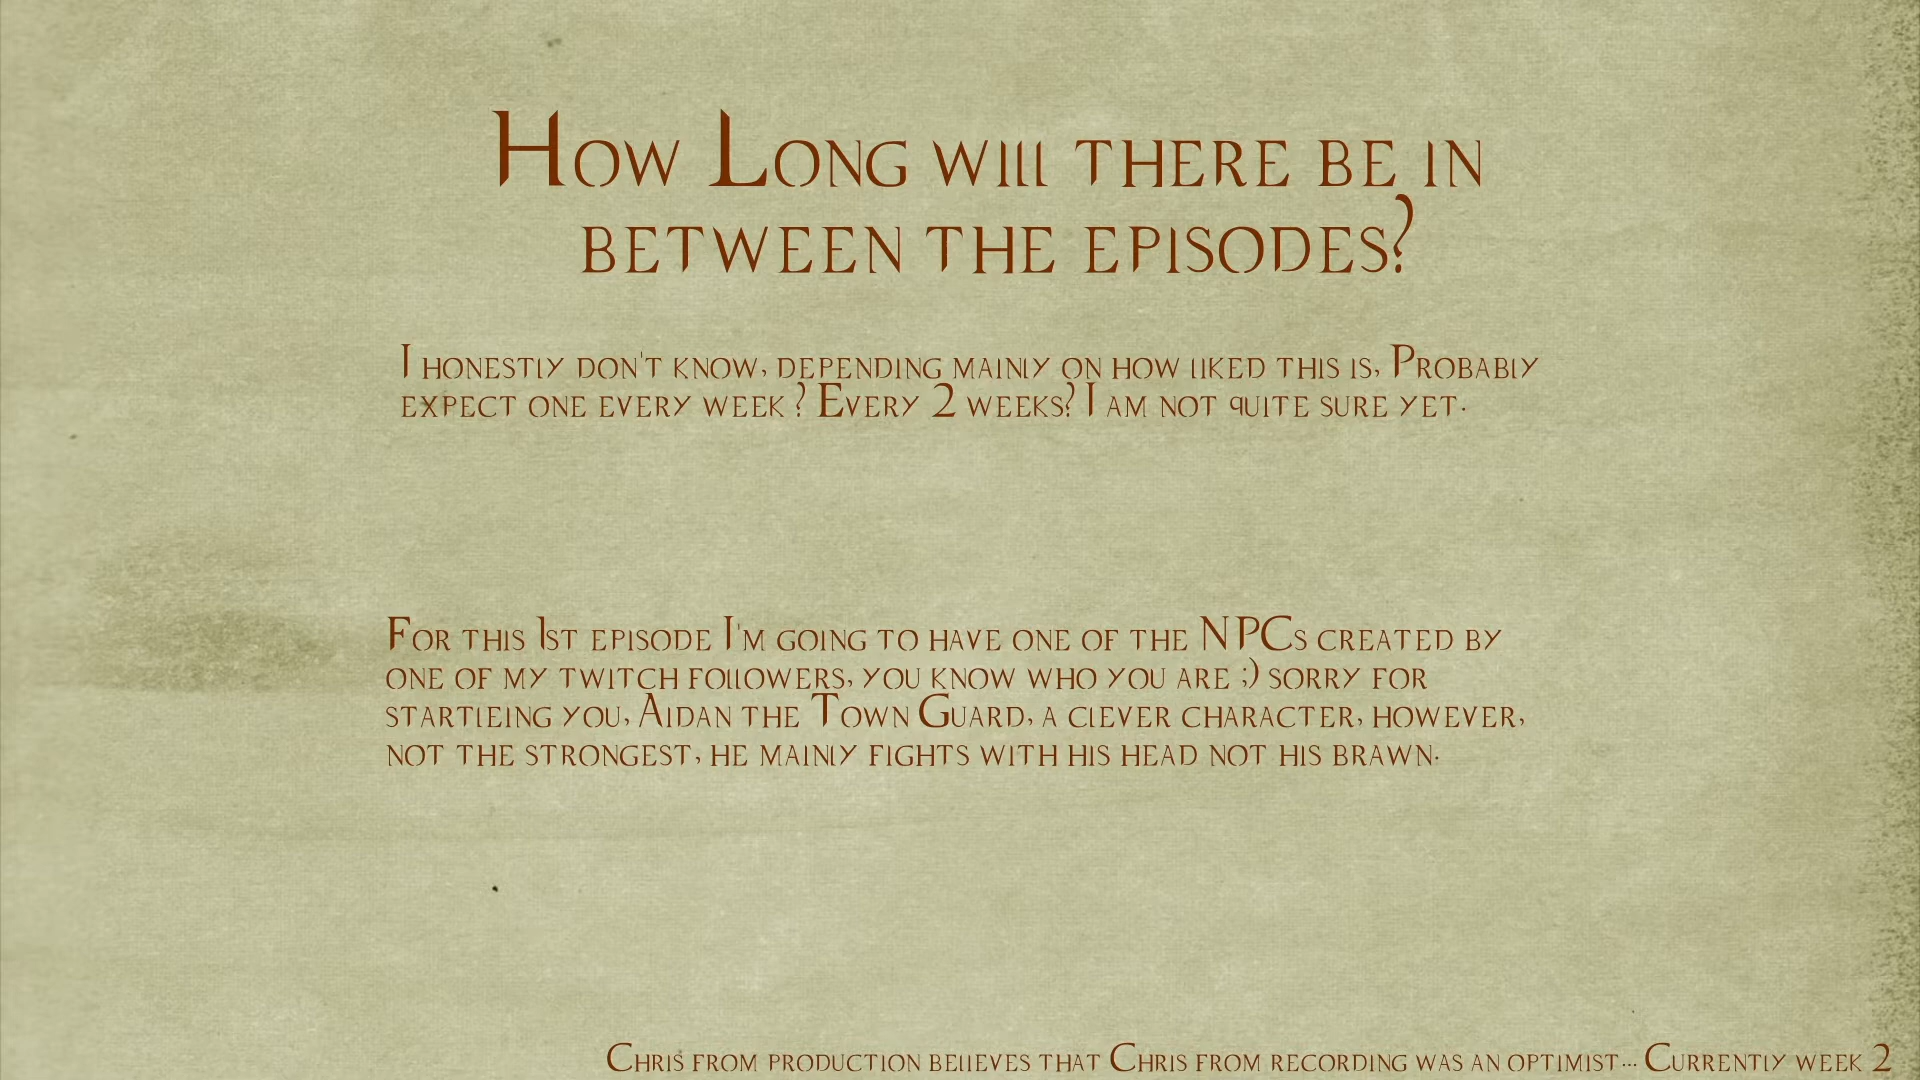 How Long will there be in
between the episodes?
I honestly don't know, depending mainly on how liked this is, Probably
expect one every week ? Every 2 weeks? I am not quite sure yet.
For this 1st episode I'm going to have one of the NPCs created by
one of my twitch followers, you know who you are ;) sorry for
startleing you, Aidan the Town Guard, a clever character, however,
not the strongest, he mainly fights with his head not his brawn.
Chris from production believes that Chris from recording was an optimist... Currently week 2